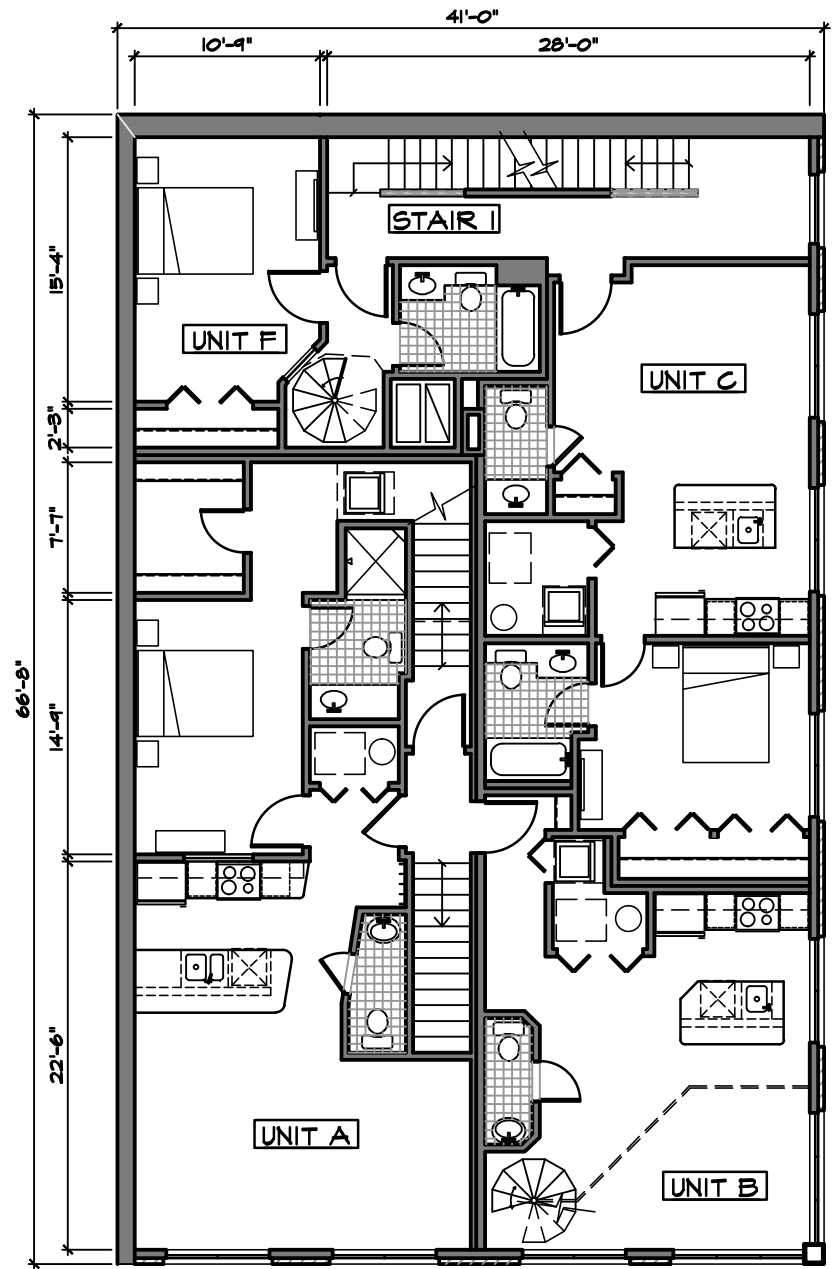 41'-0"
10'-9"
28'-0"
STAIR 1
15'-4"
UNIT F
UNIT C
2'-3"
7'-7"
66'-8"
14'-9"
22'-6"
UNIT A
UNIT B